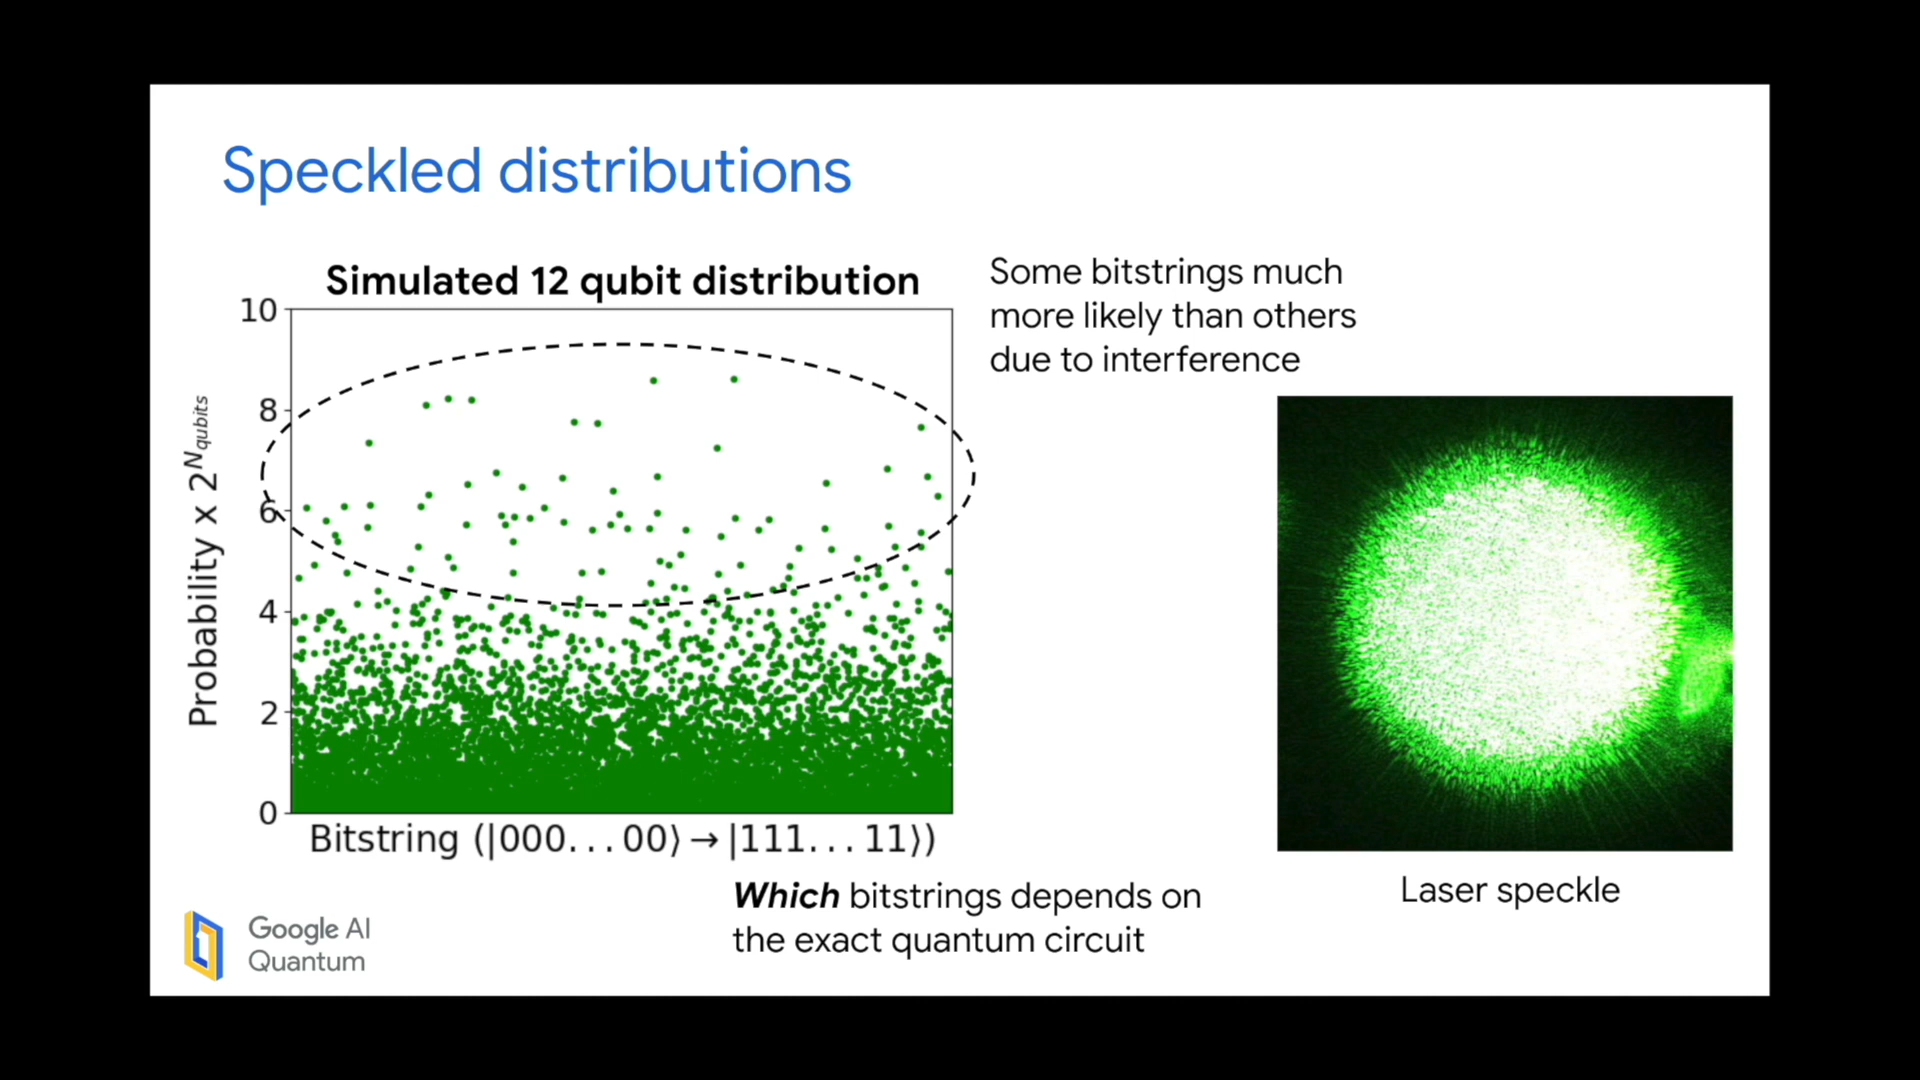 Speckled distributions
Simulated 12 qubit distribution
10
8
6
4
2
0
Probability x 2^Nqubits
Bitstring (|000...00⟩→|111...11⟩)
Some bitstrings much
more likely than others
due to interference
Laser speckle
Which bitstrings depends on
the exact quantum circuit
Google AI
Quantum